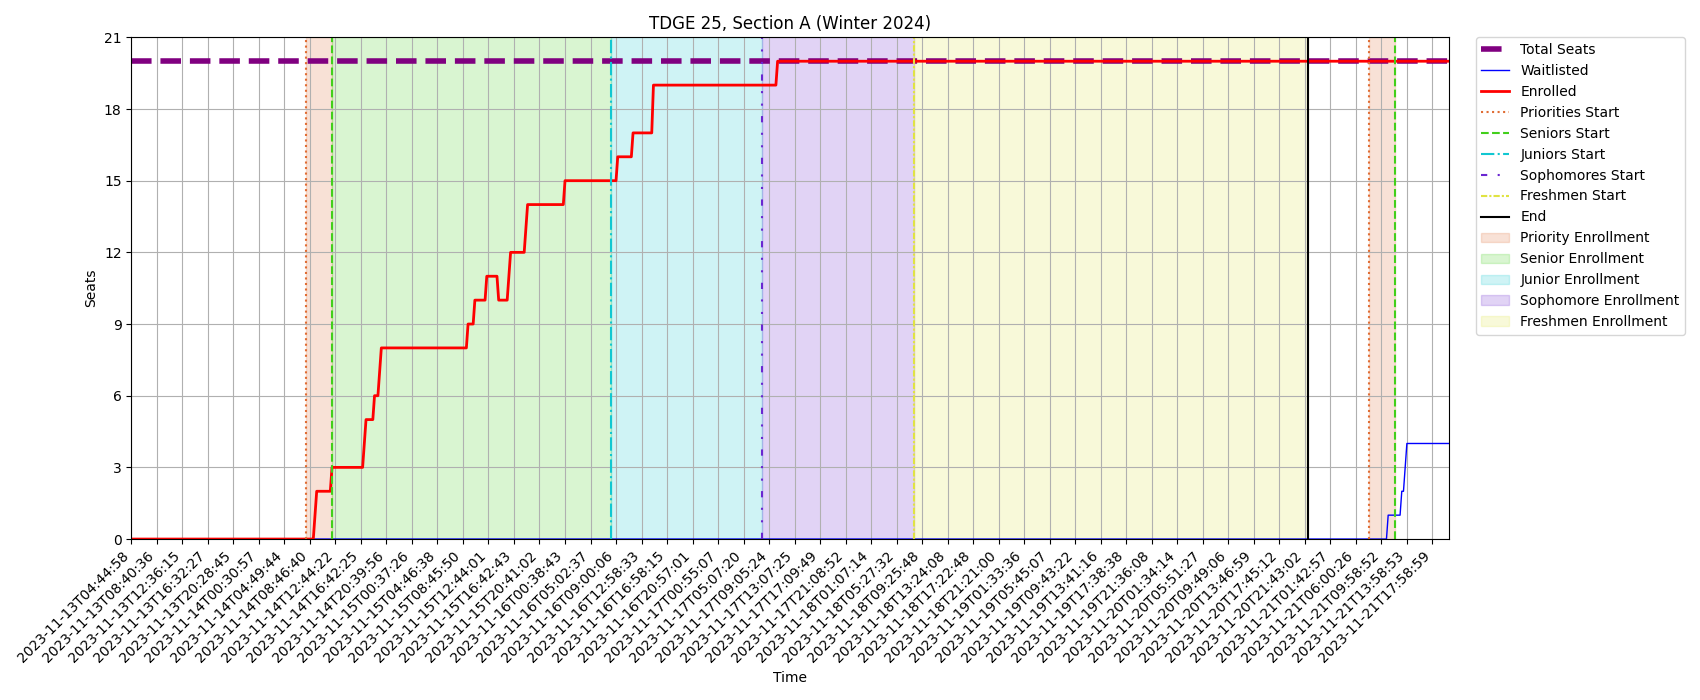 TDGE 25, Section A (Winter 2024)
21
18
15
12
9
6
3
0
Seats
2023-11-13T04:44:58
2023-11-13T08:40:36
2023-11-13T12:36:15
2023-11-13T16:32:27
2023-11-13T20:28:45
2023-11-14T00:30:57
2023-11-14T04:49:44
2023-11-14T08:46:40
2023-11-14T12:44:22
2023-11-14T16:42:25
2023-11-14T20:39:56
2023-11-15T00:37:26
2023-11-15T04:46:38
2023-11-15T08:45:50
2023-11-15T12:44:01
2023-11-15T16:42:43
2023-11-15T20:41:02
2023-11-16T00:38:43
2023-11-16T05:02:37
2023-11-16T09:00:06
2023-11-16T12:58:33
2023-11-16T16:58:15
2023-11-16T20:57:01
2023-11-17T00:55:07
2023-11-17T05:07:20
2023-11-17T09:05:24
2023-11-17T13:07:25
2023-11-17T17:09:49
2023-11-17T21:08:52
2023-11-18T01:07:14
2023-11-18T05:27:32
2023-11-18T09:25:48
2023-11-18T13:24:08
2023-11-18T17:22:48
2023-11-18T21:21:00
2023-11-19T01:33:36
2023-11-19T05:45:07
2023-11-19T09:43:22
2023-11-19T13:41:16
2023-11-19T17:38:38
2023-11-19T21:36:08
2023-11-20T01:34:14
2023-11-20T05:51:27
2023-11-20T09:49:06
2023-11-20T13:46:59
2023-11-20T17:45:12
2023-11-20T21:43:02
2023-11-21T01:42:57
2023-11-21T06:00:26
2023-11-21T09:58:52
2023-11-21T13:58:53
2023-11-21T17:58:59
Time
Total Seats
Waitlisted
Enrolled
Priorities Start
Seniors Start
Juniors Start
Sophomores Start
Freshmen Start
End
Priority Enrollment
Senior Enrollment
Junior Enrollment
Sophomore Enrollment
Freshmen Enrollment